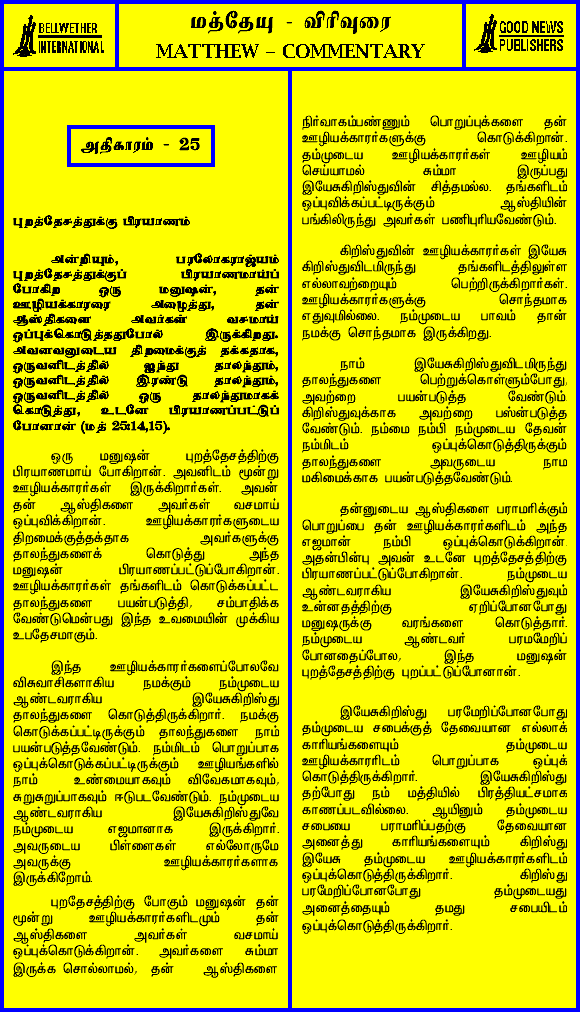 BELLWETHER
INTERNATIONAL
மத்தேயு - விரிவுரை
MATTHEW – COMMENTARY
GOOD NEWS
PUBLISHERS
அதிகாரம் - 25
புறத்தேசத்துக்கு பிரயாணம்
அன்றியும், பரலோகராஜ்யம்
புறத்தேசத்துக்குப் பிரயாணமாய்ப்
போகிற ஒரு மனுஷன், தன்
ஊழியக்காரரை அழைத்து, தன்
ஆஸ்திகளை அவர்கள் வசமாய்
ஒப்புக்கொடுத்ததுபோல் இருக்கிறது.
அவனவனுடைய திறமைக்குத் தக்கதாக,
ஒருவனிடத்தில் ஐந்து தாலந்தும்,
ஒருவனிடத்தில் இரண்டு தாலந்தும்,
ஒருவனிடத்தில் ஒரு தாலந்துமாகக்
கொடுத்து, உடனே பிரயாணப்பட்டுப்
போனான் (மத் 25:14,15).
ஒரு மனுஷன் புறத்தேசத்திற்கு
பிரயாணமாய் போகிறான். அவனிடம் மூன்று
ஊழியக்காரர்கள் இருக்கிறார்கள். அவன்
தன் ஆஸ்திகளை அவர்கள் வசமாய்
ஒப்புவிக்கிறான். ஊழியக்காரர்களுடைய
திறமைக்குத்தக்தாக அவர்களுக்கு
தாலந்துகளைக் கொடுத்து அந்த
மனுஷன் பிரயாணப்பட்டுப்போகிறான்.
ஊழியக்காரர்கள் தங்களிடம் கொடுக்கப்பட்ட
தாலந்துகளை பயன்படுத்தி, சம்பாதிக்க
வேண்டுமென்பது இந்த உவமையின் முக்கிய
உபதேசமாகும்.
இந்த ஊழியக்காரர்களைப்போலவே
விசுவாசிகளாகிய நமக்கும் நம்முடைய
ஆண்டவராகிய இயேசுகிறிஸ்து
தாலந்துகளை கொடுத்திருக்கிறார். நமக்கு
கொடுக்கப்பட்டிருக்கும் தாலந்துகளை நாம்
பயன்படுத்தவேண்டும். நம்மிடம் பொறுப்பாக
ஒப்புக்கொடுக்கப்பட்டிருக்கும் ஊழியங்களில்
நாம் உண்மையாகவும் விவேகமாகவும்,
சுறுசுறுப்பாகவும் ஈடுபடவேண்டும். நம்முடைய
ஆண்டவராகிய இயேசுகிறிஸ்துவே
நம்முடைய எஜமானாக இருக்கிறார்.
அவருடைய பிள்ளைகள் எல்லோருமே
அவருக்கு ஊழியக்காரர்களாக
இருக்கிறோம்.
புறதேசத்திற்கு போகும் மனுஷன் தன்
மூன்று ஊழியக்காரர்களிடமும் தன்
ஆஸ்திகளை அவர்கள் வசமாய்
ஒப்புக்கொடுக்கிறான். அவர்களை சும்மா
இருக்க சொல்லாமல், தன் ஆஸ்திகளை
நிர்வாகம்பண்ணும் பொறுப்புக்களை தன்
ஊழியக்காரர்களுக்கு கொடுக்கிறான்.
தம்முடைய ஊழியக்காரர்கள் ஊழியம்
செய்யாமல் சும்மா இருப்பது
இயேசுகிறிஸ்துவின் சித்தமல்ல. தங்களிடம்
ஒப்புவிக்கப்பட்டிருக்கும் ஆஸ்தியின்
பங்கிலிருந்து அவர்கள் பணிபுரியவேண்டும்.
கிறிஸ்துவின் ஊழியக்காரர்கள் இயேசு
கிறிஸ்துவிடமிருந்து தங்களிடத்திலுள்ள
எல்லாவற்றையும் பெற்றிருக்கிறார்கள்.
ஊழியக்காரர்களுக்கு சொந்தமாக
எதுவுமில்லை. நம்முடைய பாவம் தான்
நமக்கு சொந்தமாக இருக்கிறது.
நாம் இயேசுகிறிஸ்துவிடமிருந்து
தாலந்துகளை பெற்றுக்கொள்ளும்போது,
அவற்றை பயன்படுத்த வேண்டும்.
கிறிஸ்துவுக்காக அவற்றை பஸ்ன்படுத்த
வேண்டும். நம்மை நம்பி நம்முடைய தேவன்
நம்மிடம் ஒப்புக்கொடுத்திருக்கும்
தாலந்துகளை அவருடைய நாம
மகிமைக்காக பயன்படுத்தவேண்டும்.
தன்னுடைய ஆஸ்திகளை பராமரிக்கும்
பொறுப்பை தன் ஊழியக்காரர்களிடம் அந்த
எஜமான் நம்பி ஒப்புக்கொடுக்கிறான்.
அதன்பின்பு அவன் உடனே புறத்தேசத்திற்கு
பிரயாணப்பட்டுப்போகிறான். நம்முடைய
ஆண்டவராகிய இயேசுகிறிஸ்துவும்
உன்னதத்திற்கு ஏறிப்போனபோது
மனுஷருக்கு வரங்களை கொடுத்தார்.
நம்முடைய ஆண்டவர் பரமமேறிப்
போனதைப்போல, இந்த மனுஷன்
புறத்தேசத்திற்கு புறப்பட்டுப்போனான்.
இயேசுகிறிஸ்து பரமேறிப்போனபோது
தம்முடைய சபைக்குத் தேவையான எல்லாக்
காரியங்களையும் தம்முடைய
ஊழியக்காரரிடம் பொறுப்பாக ஒப்புக்
கொடுத்திருக்கிறார். இயேசுகிறிஸ்து
தற்போது நம் மத்தியில் பிரத்தியட்சமாக
காணப்படவில்லை. ஆயினும் தம்முடைய
சபையை பராமரிப்பதற்கு தேவையான
அனைத்து காரியங்களையும் கிறிஸ்து
இயேசு தம்முடைய ஊழியக்காரர்களிடம்
ஒப்புக்கொடுத்திருக்கிறார். கிறிஸ்து
பரமேறிப்போனபோது தம்முடையது
அனைத்தையும் தமது சபையிடம்
ஒப்புக்கொடுத்திருக்கிறார்.